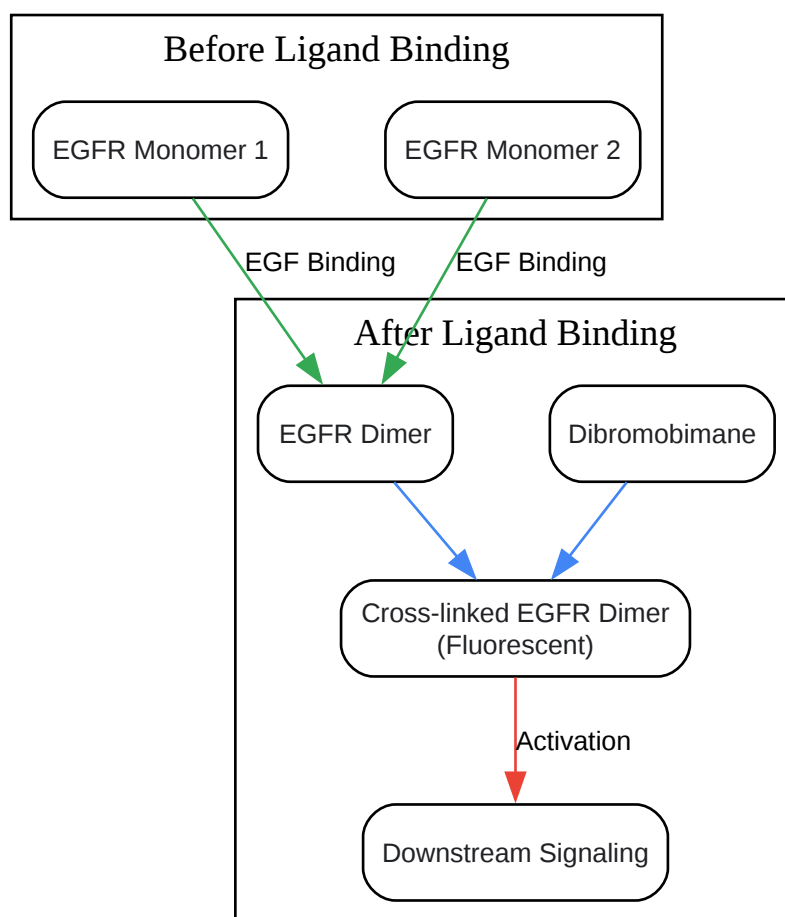 Before Ligand Binding
EGFR Monomer 1
EGFR Monomer 2
EGF Binding
EGF Binding
After Ligand Binding
EGFR Dimer
Dibromobimane
Cross-linked EGFR Dimer
(Fluorescent)
Activation
Downstream Signaling